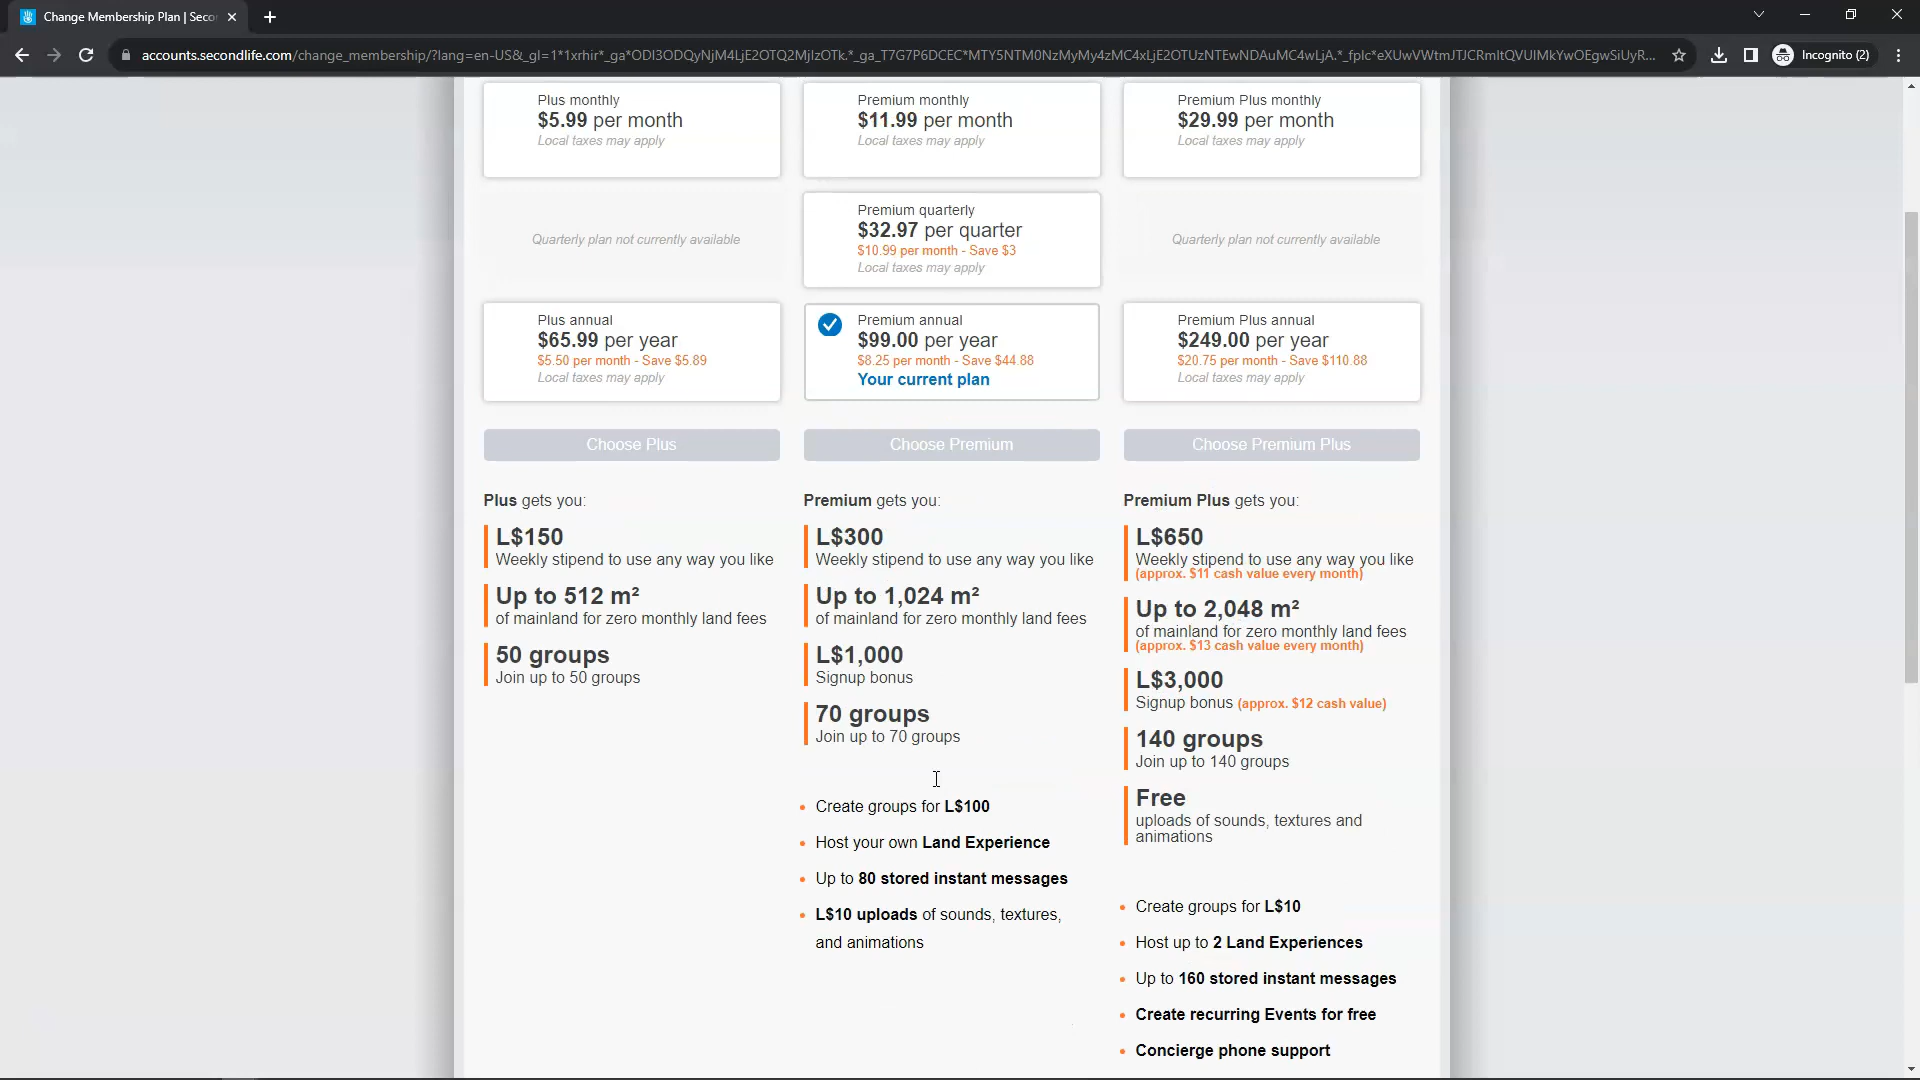 Change Membership Plan | Seco
accounts.secondlife.com/change_membership/?lang=en-US&_gl=1*1xrhir*_ga*ODI3ODQyNjM4LjE2OTQ2MjIzOTk.*_ga_T7G7P6DCEC*MTY5NTM0NzMyMy4zMC4xLjE2OTUzNTEwNDAuMC4wLjA.*_fplc*eXUwVWtmJTJCRmltQVUlMkYwOEgwSiUyR...
Incognito (2)
Plus monthly
$5.99 per month
Local taxes may apply
Premium monthly
$11.99 per month
Local taxes may apply
Premium Plus monthly
$29.99 per month
Local taxes may apply
Quarterly plan not currently available
Premium quarterly
$32.97 per quarter
$10.99 per month - Save $3
Local taxes may apply
Quarterly plan not currently available
Plus annual
$65.99 per year
$5.50 per month - Save $5.89
Local taxes may apply
Premium annual
$99.00 per year
$8.25 per month - Save $44.88
Your current plan
Premium Plus annual
$249.00 per year
$20.75 per month - Save $110.88
Local taxes may apply
Choose Plus
Choose Premium
Choose Premium Plus
Plus gets you:
L$150
Weekly stipend to use any way you like
Up to 512 m²
of mainland for zero monthly land fees
50 groups
Join up to 50 groups
Premium gets you:
L$300
Weekly stipend to use any way you like
Up to 1,024 m²
of mainland for zero monthly land fees
L$1,000
Signup bonus
70 groups
Join up to 70 groups
• Create groups for L$100
• Host your own Land Experience
• Up to 80 stored instant messages
• L$10 uploads of sounds, textures,
and animations
Premium Plus gets you:
L$650
Weekly stipend to use any way you like
(approx. $11 cash value every month)
Up to 2,048 m²
of mainland for zero monthly land fees
(approx. $13 cash value every month)
L$3,000
Signup bonus (approx. $12 cash value)
140 groups
Join up to 140 groups
Free
uploads of sounds, textures and
animations
• Create groups for L$10
• Host up to 2 Land Experiences
• Up to 160 stored instant messages
• Create recurring Events for free
• Concierge phone support